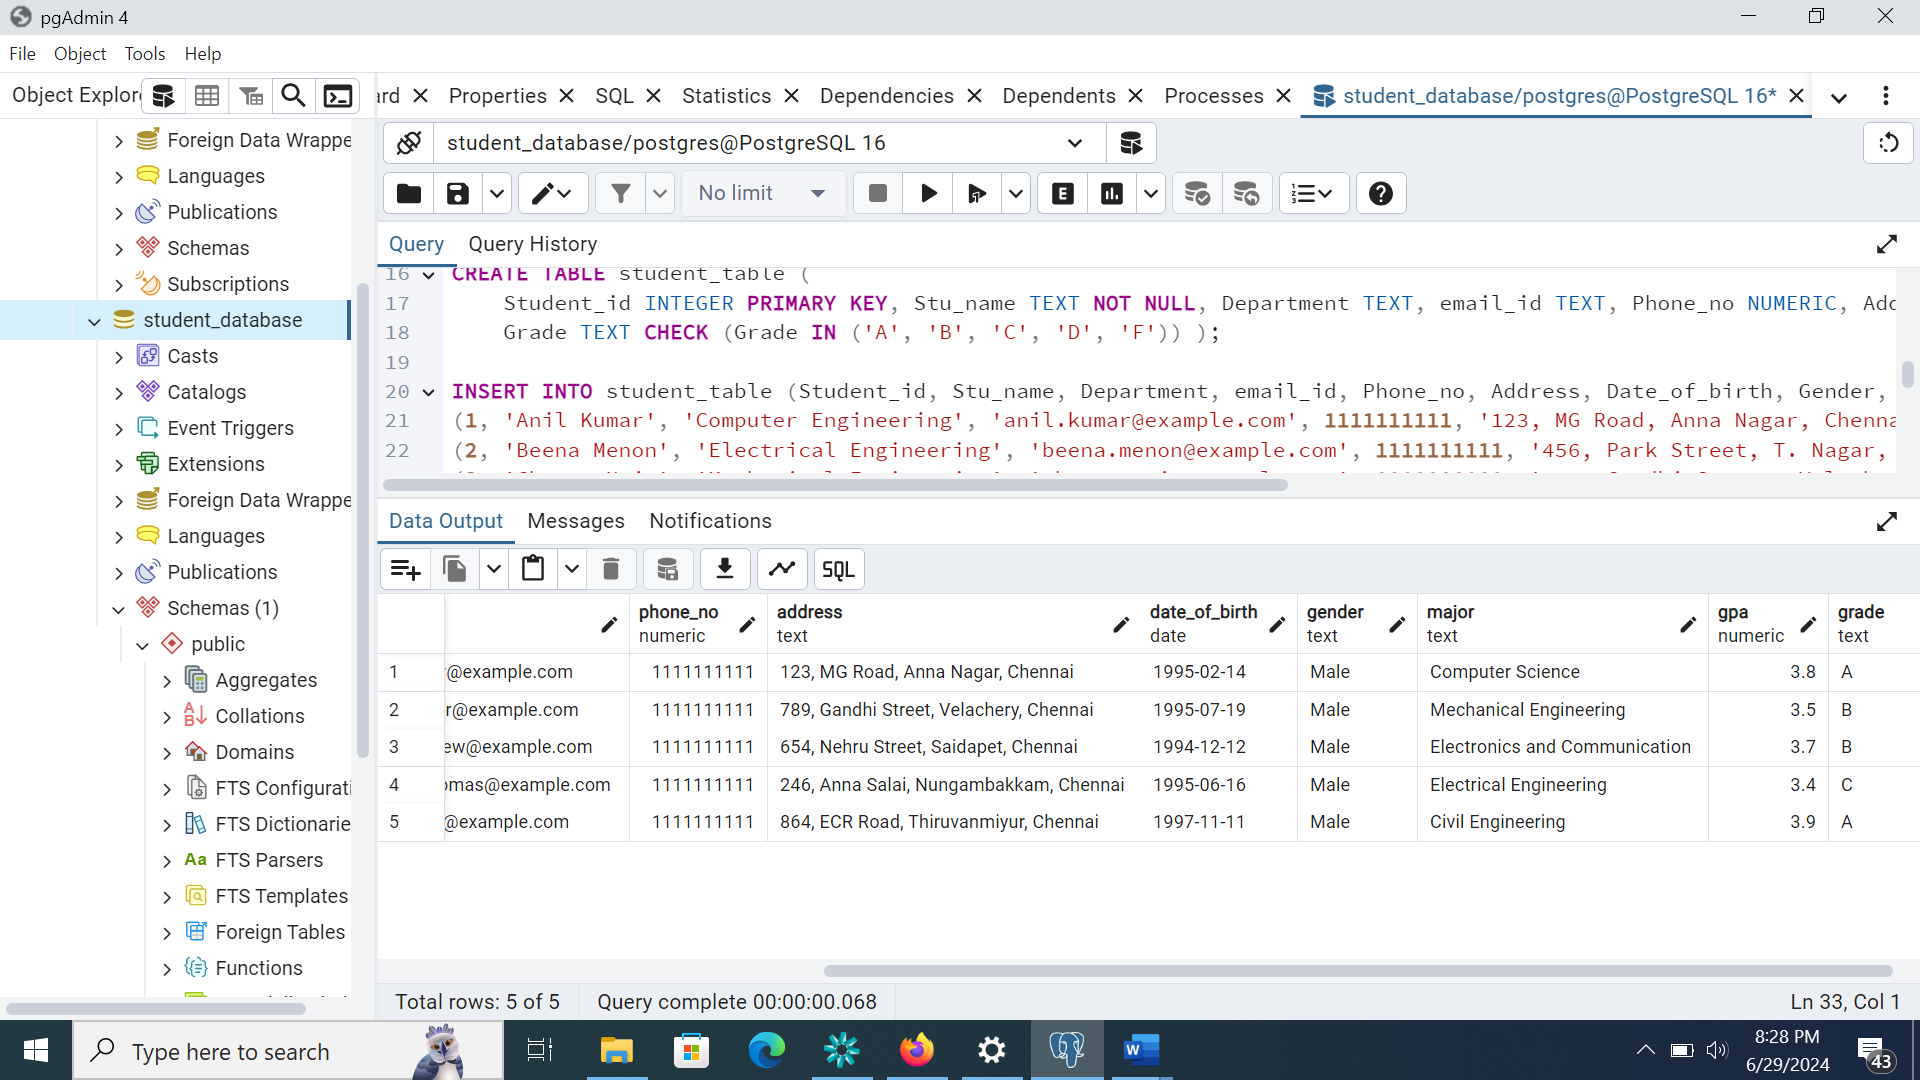 pgAdmin 4
File Object Tools Help
Object Explor
ard Properties SQL Statistics Dependencies Dependents Processes student_database/postgres@PostgreSQL 16*
Foreign Data Wrappe
Languages
Publications
Schemas
Subscriptions
student_database
Casts
Catalogs
Event Triggers
Extensions
Foreign Data Wrappe
Languages
Publications
Schemas (1)
public
Aggregates
Collations
Domains
FTS Configurati
FTS Dictionarie
Aa FTS Parsers
FTS Templates
Foreign Tables
Functions
student_database/postgres@PostgreSQL 16
No limit
E
Query Query History
16 CREATE TABLE student_table (
17 Student_id INTEGER PRIMARY KEY, Stu_name TEXT NOT NULL, Department TEXT, email_id TEXT, Phone_no NUMERIC, Add
18 Grade TEXT CHECK (Grade IN ('A', 'B', 'C', 'D', 'F')) );
19
20 INSERT INTO student_table (Student_id, Stu_name, Department, email_id, Phone_no, Address, Date_of_birth, Gender,
21 (1, 'Anil Kumar', 'Computer Engineering', 'anil.kumar@example.com', 1111111111, '123, MG Road, Anna Nagar, Chenna
22 (2, 'Beena Menon', 'Electrical Engineering', 'beena.menon@example.com', 1111111111, '456, Park Street, T. Nagar,
Data Output Messages Notifications
SQL
phone_no address date_of_birth gender major gpa grade
numeric text date text text numeric text
1 r@example.com 1111111111 123, MG Road, Anna Nagar, Chennai 1995-02-14 Male Computer Science 3.8 A
2 r@example.com 1111111111 789, Gandhi Street, Velachery, Chennai 1995-07-19 Male Mechanical Engineering 3.5 B
3 ew@example.com 1111111111 654, Nehru Street, Saidapet, Chennai 1994-12-12 Male Electronics and Communication 3.7 B
4 omas@example.com 1111111111 246, Anna Salai, Nungambakkam, Chennai 1995-06-16 Male Electrical Engineering 3.4 C
5 @example.com 1111111111 864, ECR Road, Thiruvanmiyur, Chennai 1997-11-11 Male Civil Engineering 3.9 A
Total rows: 5 of 5 Query complete 00:00:00.068 Ln 33, Col 1
Type here to search
W
8:28 PM
6/29/2024
43